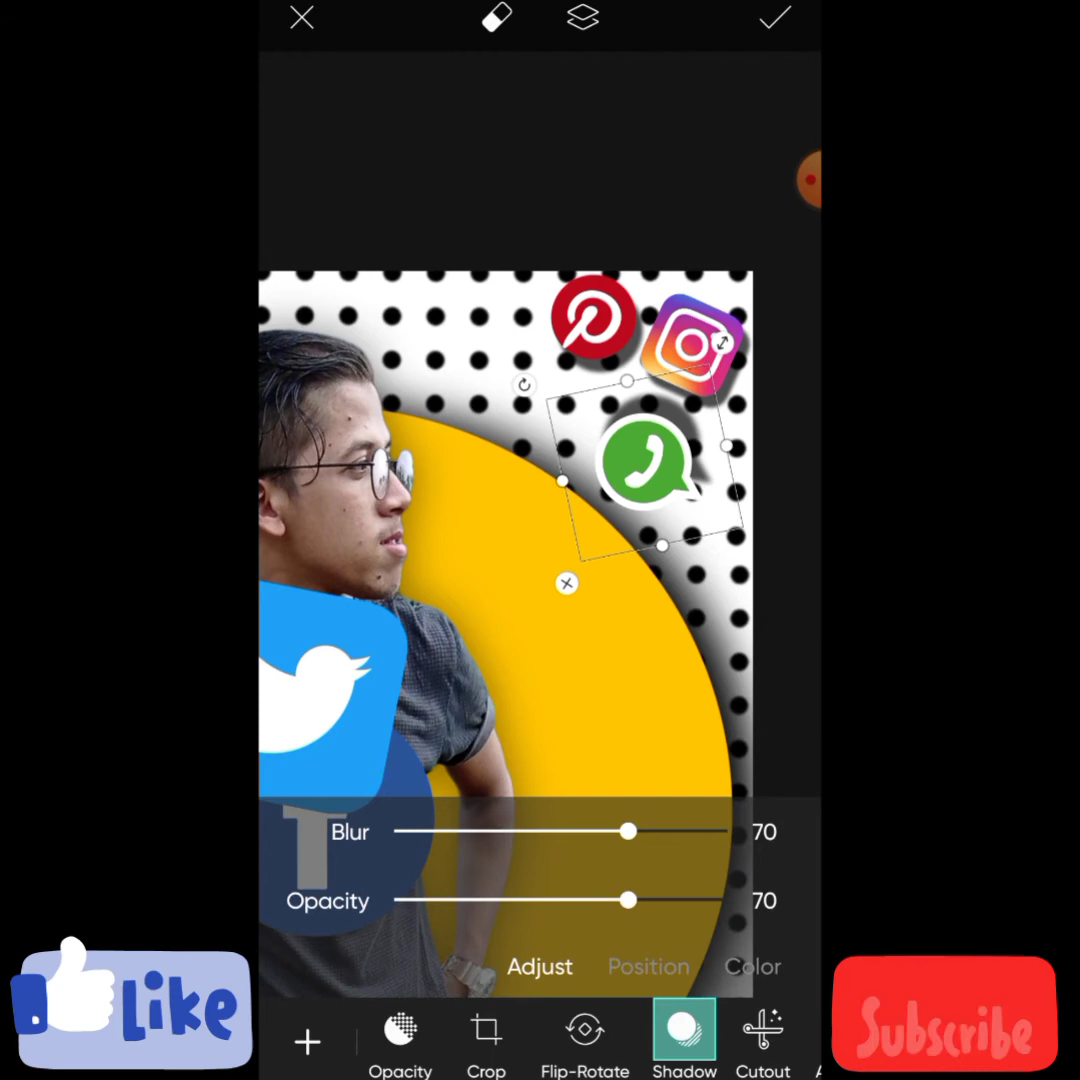 Blur 70
Opacity 70
Adjust Position Color
Like
Subscribe
Opacity Crop Flip-Rotate Shadow Cutout